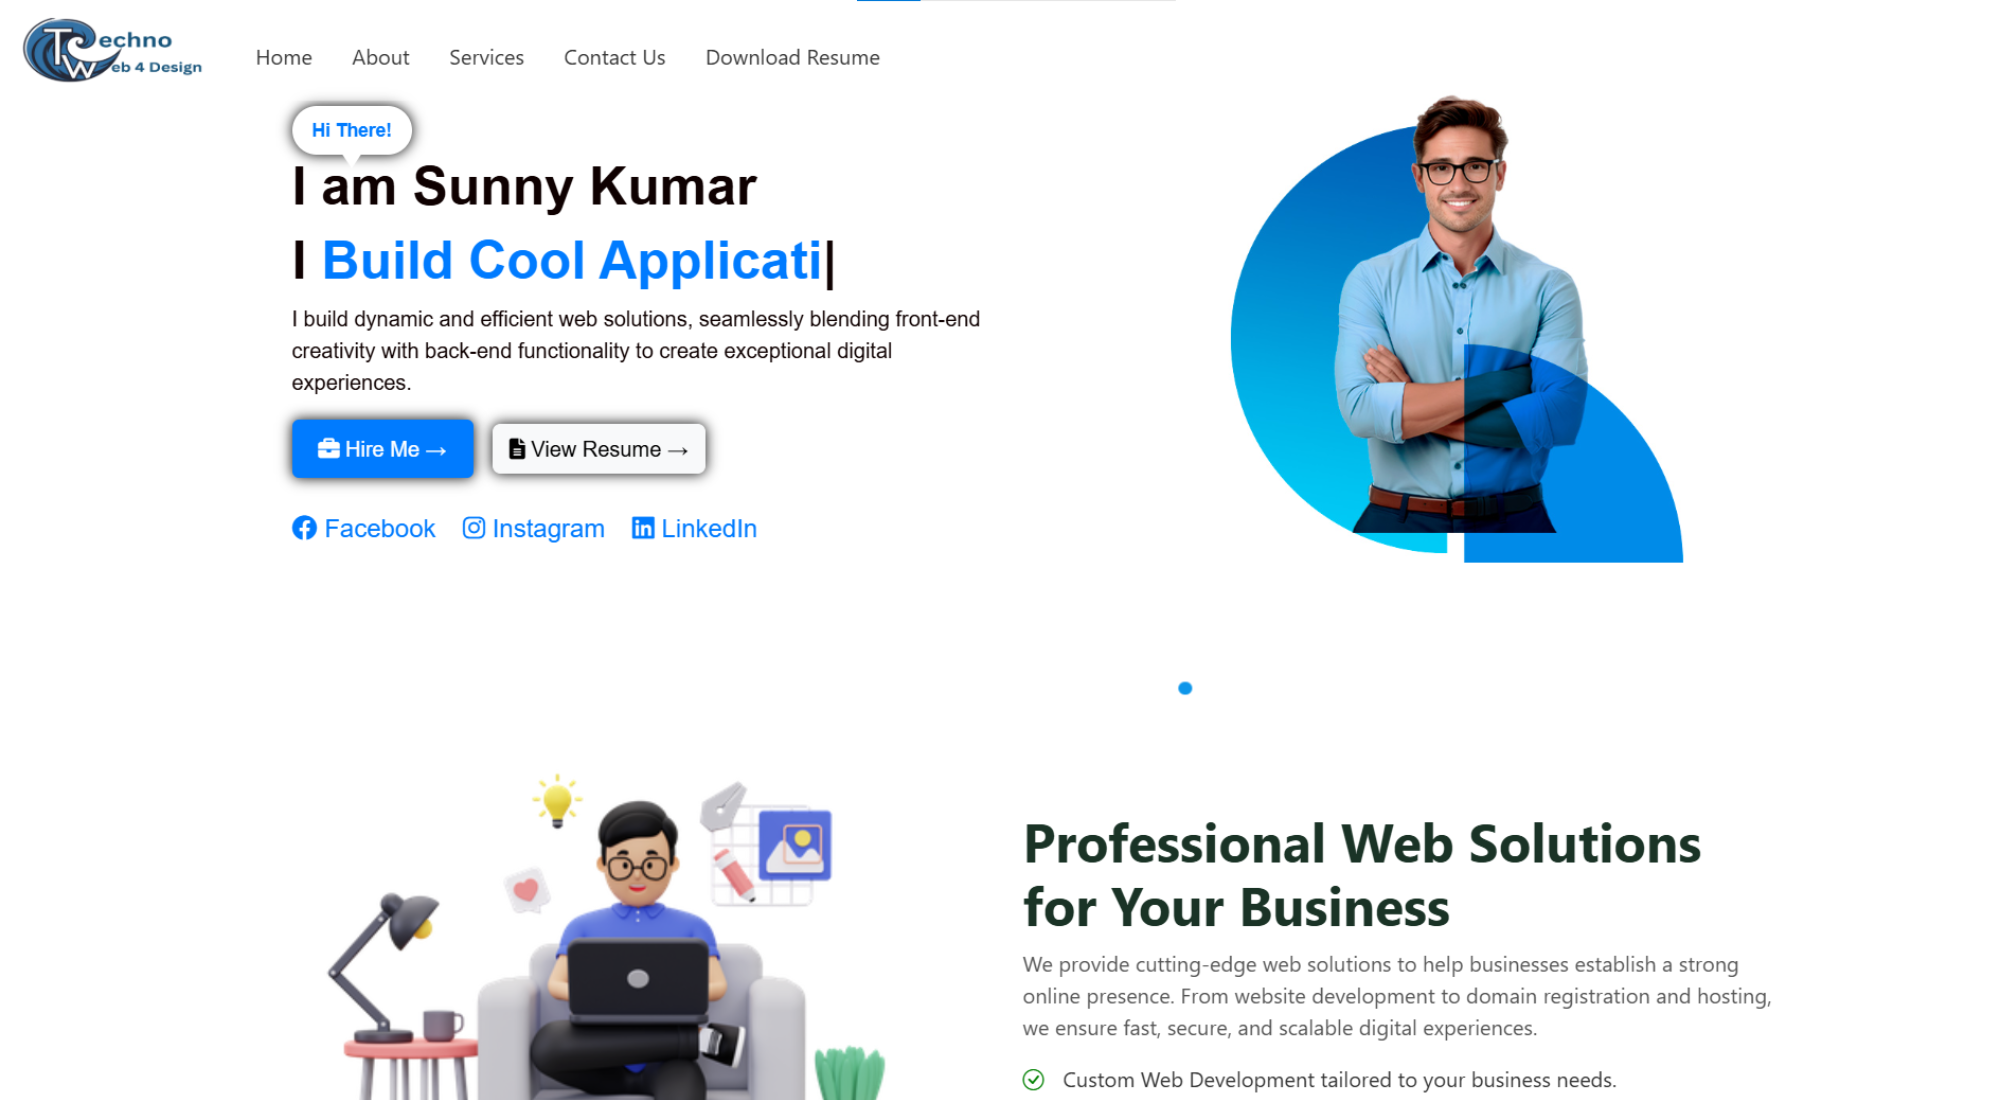 Techno
Web 4 Design
Home About Services Contact Us Download Resume
Hi There!
I am Sunny Kumar
I Build Cool Applicati|
I build dynamic and efficient web solutions, seamlessly blending front-end
creativity with back-end functionality to create exceptional digital
experiences.
Hire Me → View Resume →
Facebook Instagram LinkedIn
Professional Web Solutions
for Your Business
We provide cutting-edge web solutions to help businesses establish a strong
online presence. From website development to domain registration and hosting,
we ensure fast, secure, and scalable digital experiences.
Custom Web Development tailored to your business needs.